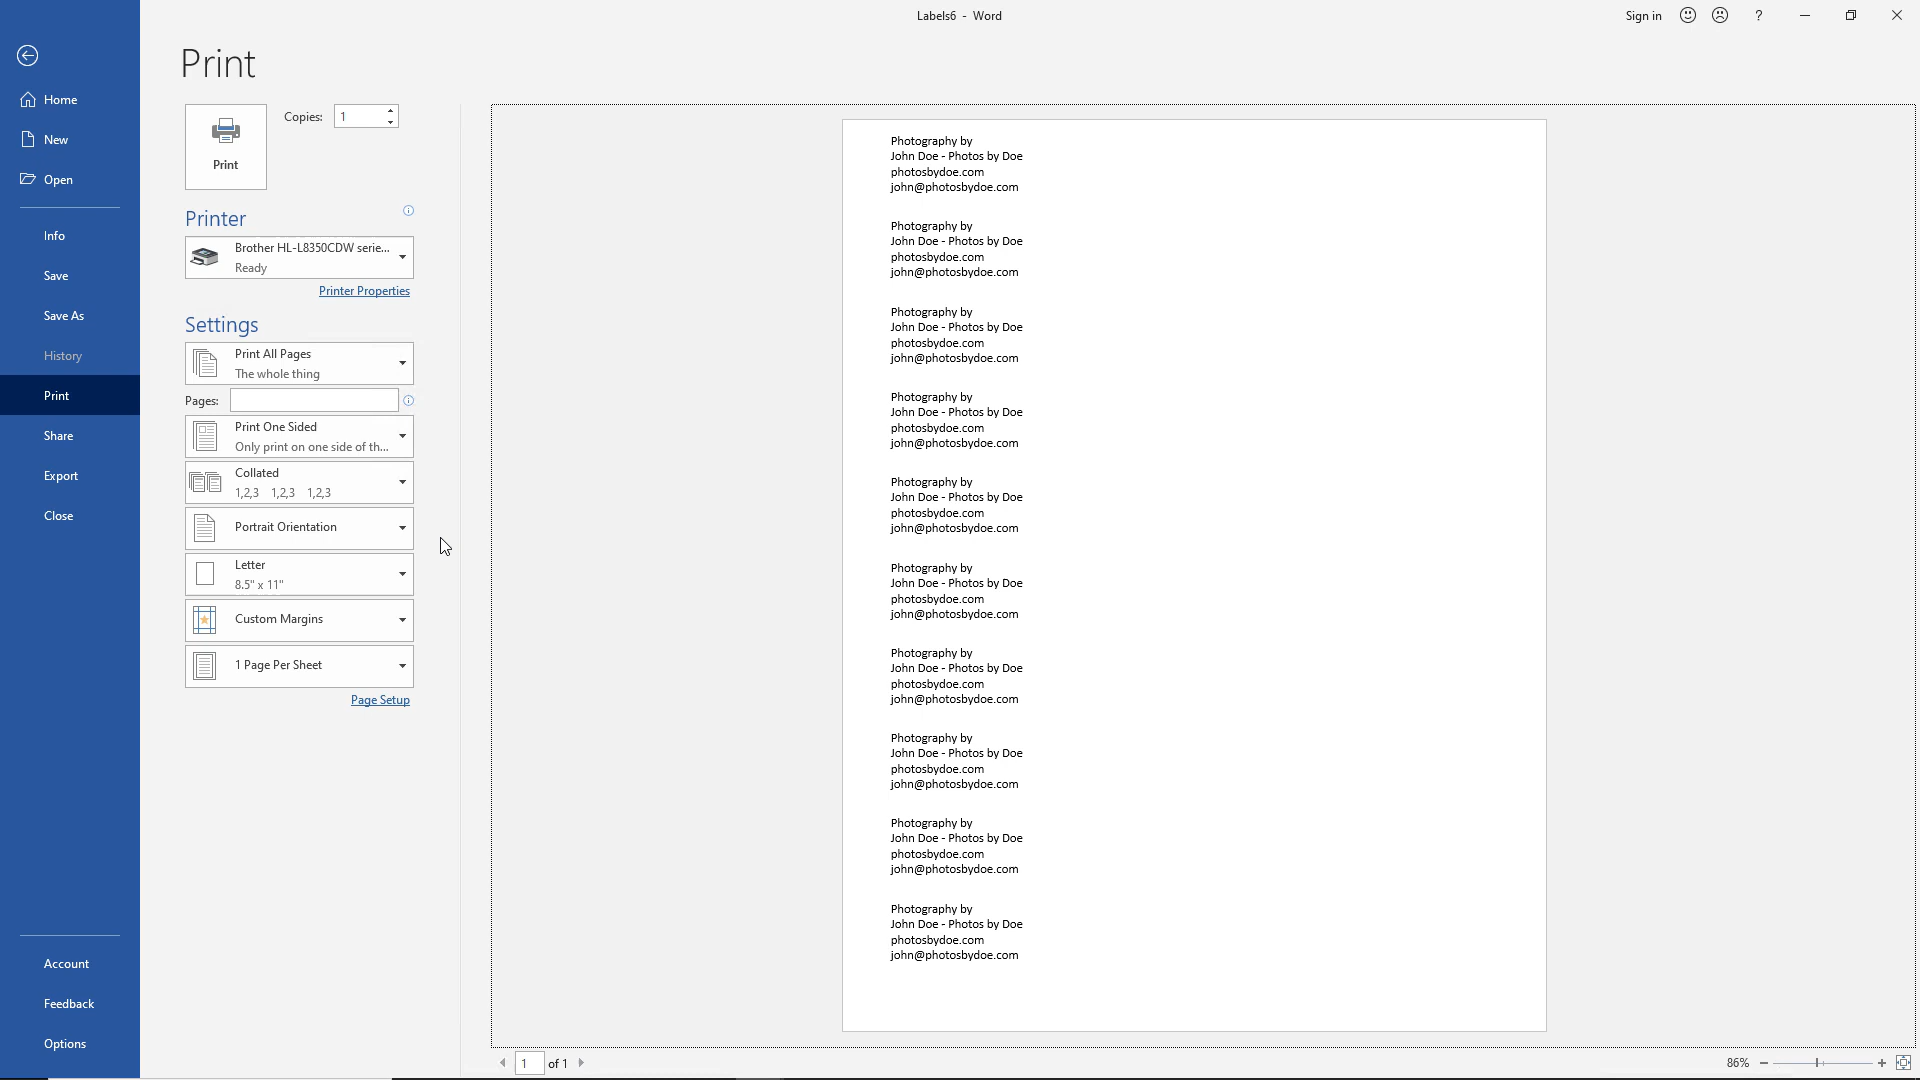 Labels6 - Word
Sign in
?
Print
Home
New
Open
Info
Save
Save As
History
Print
Share
Export
Close
Account
Feedback
Options
Print
Copies: 1
Printer
Brother HL-L8350CDW serie...
Ready
Printer Properties
Settings
Print All Pages
The whole thing
Pages:
Print One Sided
Only print on one side of th...
Collated
1,2,3 1,2,3 1,2,3
Portrait Orientation
Letter
8.5" x 11"
Custom Margins
1 Page Per Sheet
Page Setup
Photography by
John Doe - Photos by Doe
photosbydoe.com
john@photosbydoe.com
Photography by
John Doe - Photos by Doe
photosbydoe.com
john@photosbydoe.com
Photography by
John Doe - Photos by Doe
photosbydoe.com
john@photosbydoe.com
Photography by
John Doe - Photos by Doe
photosbydoe.com
john@photosbydoe.com
Photography by
John Doe - Photos by Doe
photosbydoe.com
john@photosbydoe.com
Photography by
John Doe - Photos by Doe
photosbydoe.com
john@photosbydoe.com
Photography by
John Doe - Photos by Doe
photosbydoe.com
john@photosbydoe.com
Photography by
John Doe - Photos by Doe
photosbydoe.com
john@photosbydoe.com
Photography by
John Doe - Photos by Doe
photosbydoe.com
john@photosbydoe.com
Photography by
John Doe - Photos by Doe
photosbydoe.com
john@photosbydoe.com
1 of 1
86%